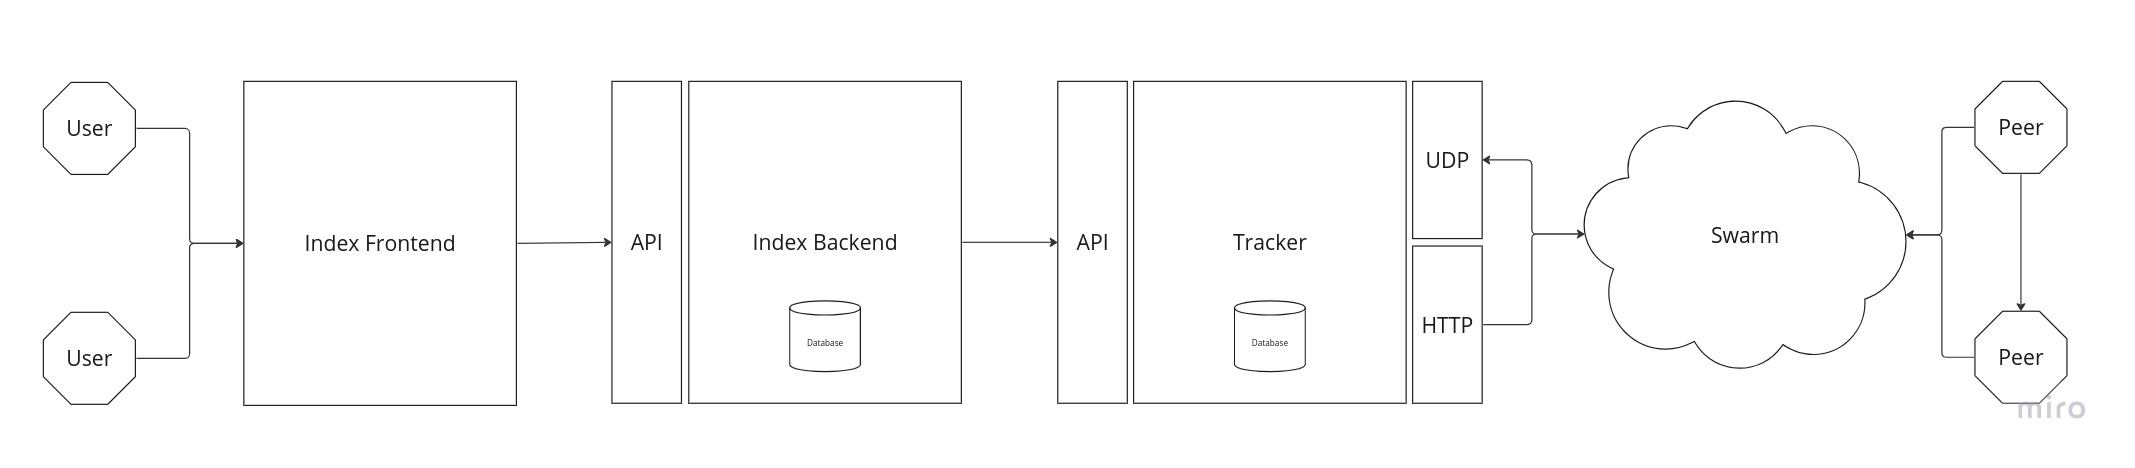 User
User
Index Frontend
API
Index Backend
Database
API
Tracker
Database
UDP
HTTP
Swarm
Peer
Peer
miro